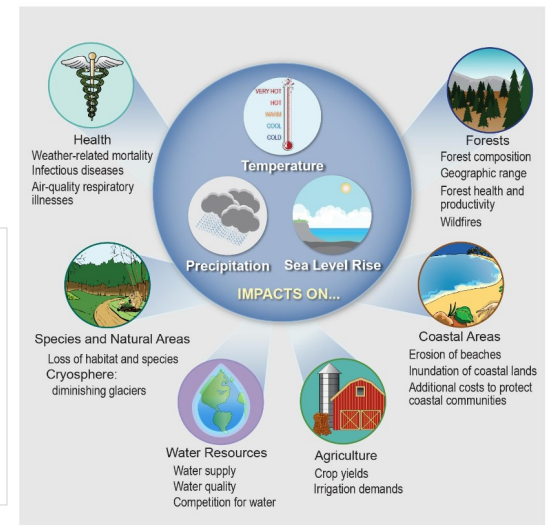 VERY HOT
HOT
WARM
COOL
COLD
Temperature
Precipitation
Sea Level Rise
IMPACTS ON...
Health
Weather-related mortality
Infectious diseases
Air-quality respiratory
illnesses
Forests
Forest composition
Geographic range
Forest health and
productivity
Wildfires
Species and Natural Areas
Loss of habitat and species
Cryosphere:
diminishing glaciers
Coastal Areas
Erosion of beaches
Inundation of coastal lands
Additional costs to protect
coastal communities
Water Resources
Water supply
Water quality
Competition for water
Agriculture
Crop yields
Irrigation demands